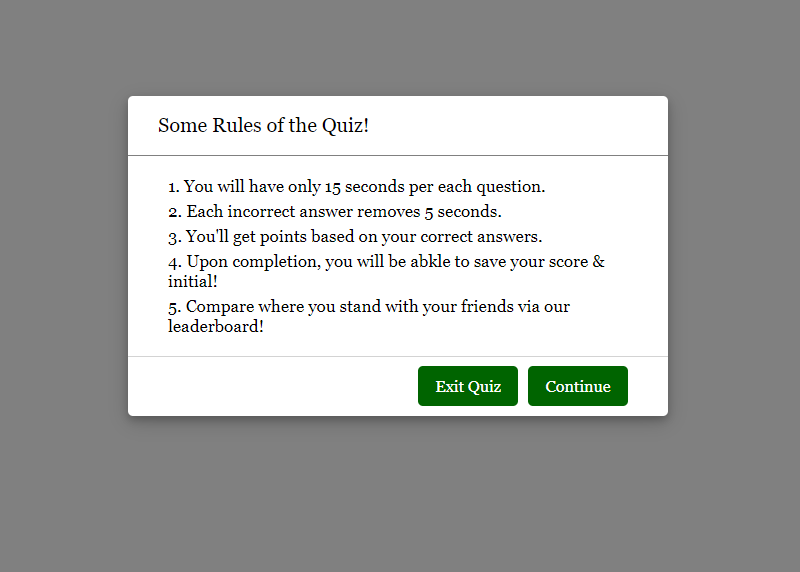 Some Rules of the Quiz!
1. You will have only 15 seconds per each question.
2. Each incorrect answer removes 5 seconds.
3. You'll get points based on your correct answers.
4. Upon completion, you will be abkle to save your score &
initial!
5. Compare where you stand with your friends via our
leaderboard!
Exit Quiz
Continue